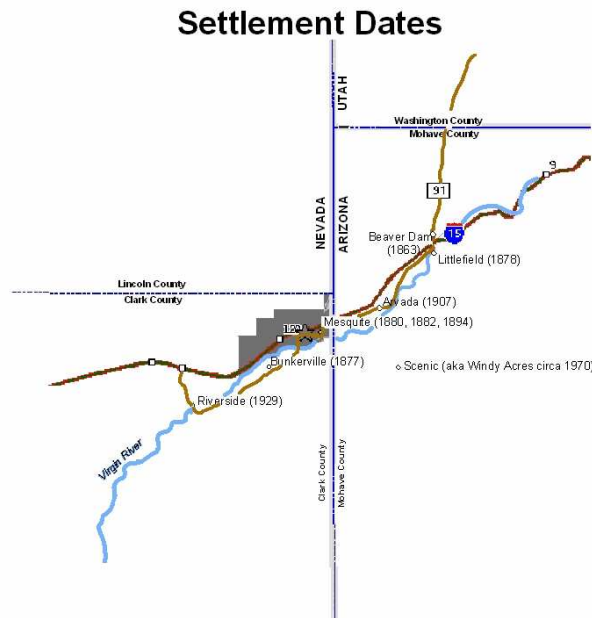 Settlement Dates
UTAH
Washington County
Mohave County
9
91
NEVADA
ARIZONA
15
Beaver Dam
(1863)
Littlefield (1878)
Lincoln County
Clark County
Arvada (1907)
Mesquite (1880, 1882, 1894)
Bunkerville (1877)
Scenic (aka Windy Acres circa 1970)
Riverside (1929)
Virgin River
Clark County
Mohave County